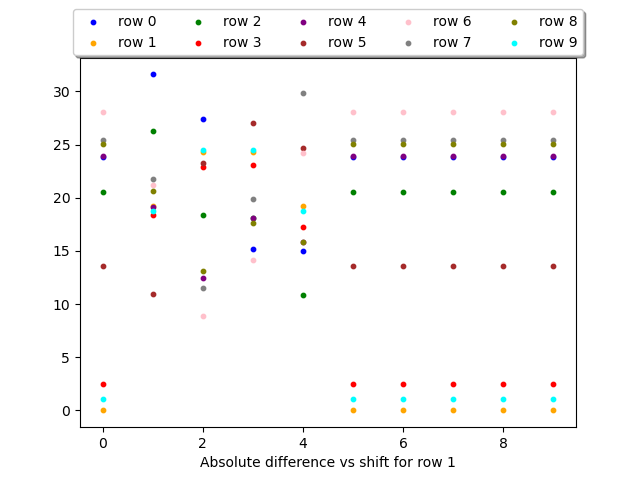 row 0 row 2 row 4 row 6 row 8
row 1 row 3 row 5 row 7 row 9
30
25
20
15
10
5
0
0 2 4 6 8
Absolute difference vs shift for row 1